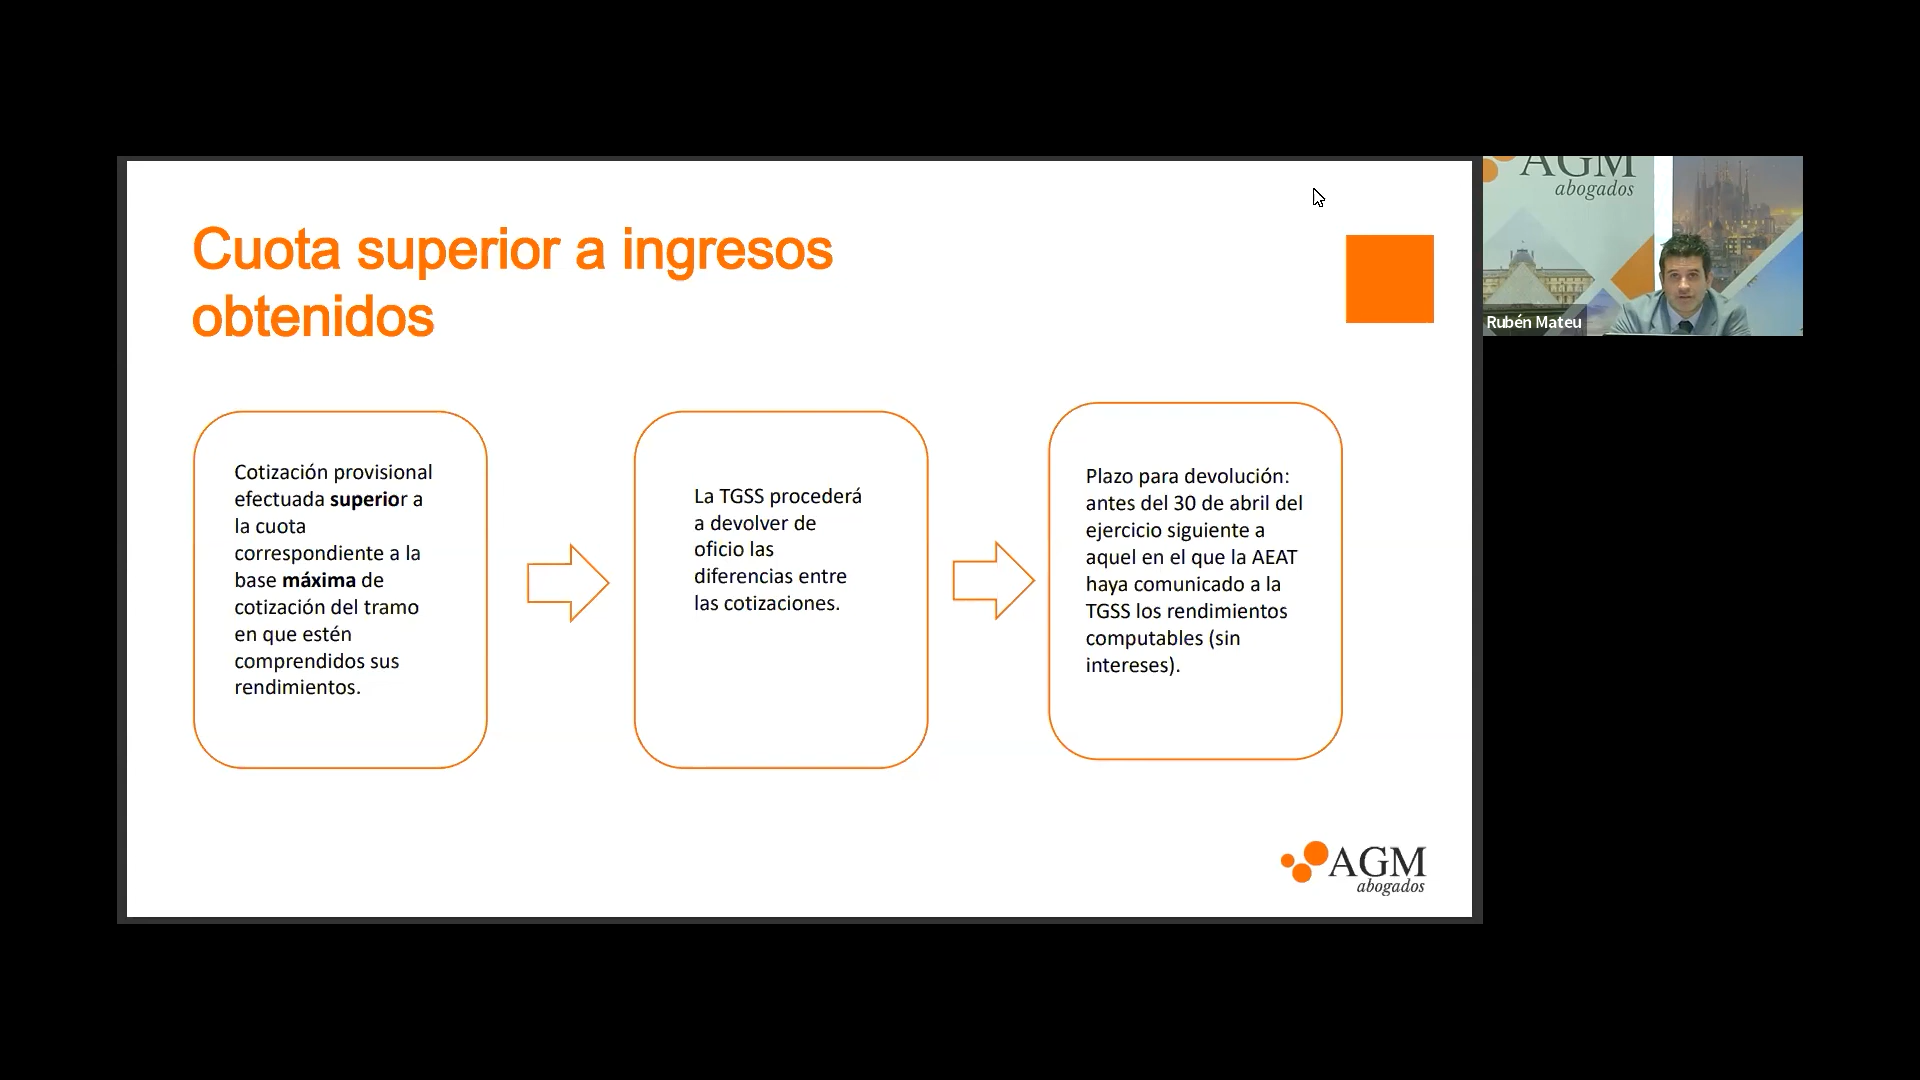 Cuota superior a ingresos
obtenidos
Cotización provisional
efectuada superior a
la cuota
correspondiente a la
base máxima de
cotización del tramo
en que estén
comprendidos sus
rendimientos.
La TGSS procederá
a devolver de
oficio las
diferencias entre
las cotizaciones.
Plazo para devolución:
antes del 30 de abril del
ejercicio siguiente a
aquel en el que la AEAT
haya comunicado a la
TGSS los rendimientos
computables (sin
intereses).
AGM
abogados
AGM
abogados
Rubén Mateu